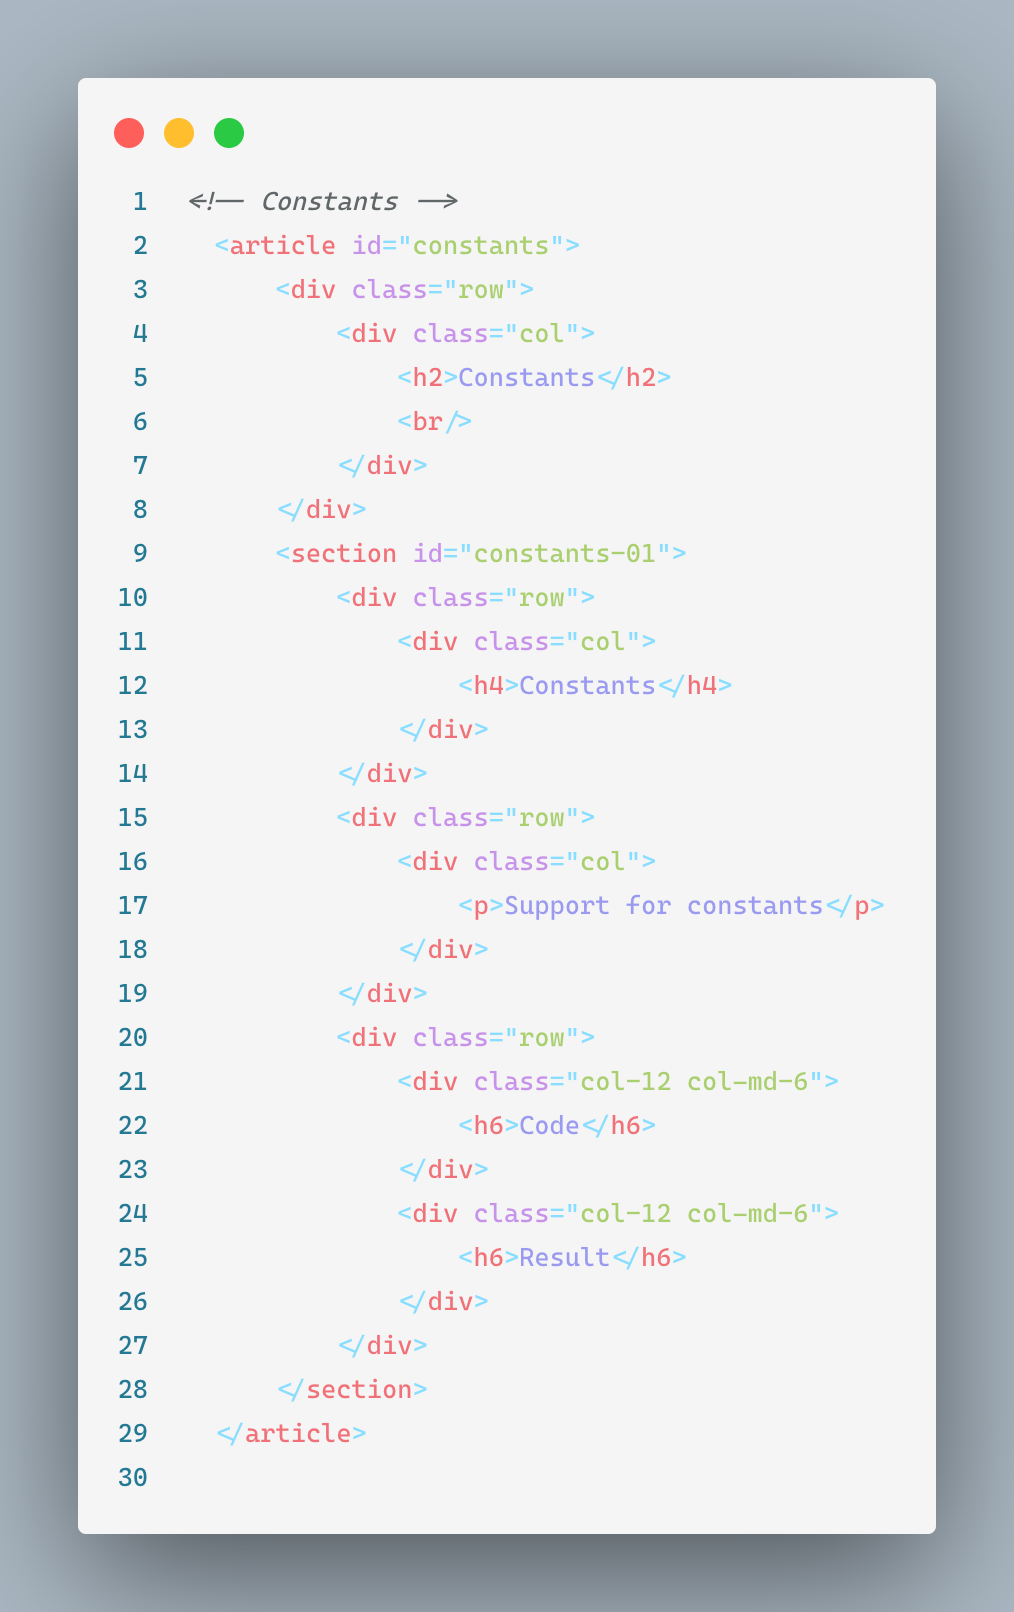 1 <!-- Constants -->
2 <article id="constants">
3 <div class="row">
4 <div class="col">
5 <h2>Constants</h2>
6 <br/>
7 </div>
8 </div>
9 <section id="constants-01">
10 <div class="row">
11 <div class="col">
12 <h4>Constants</h4>
13 </div>
14 </div>
15 <div class="row">
16 <div class="col">
17 <p>Support for constants</p>
18 </div>
19 </div>
20 <div class="row">
21 <div class="col-12 col-md-6">
22 <h6>Code</h6>
23 </div>
24 <div class="col-12 col-md-6">
25 <h6>Result</h6>
26 </div>
27 </div>
28 </section>
29 </article>
30